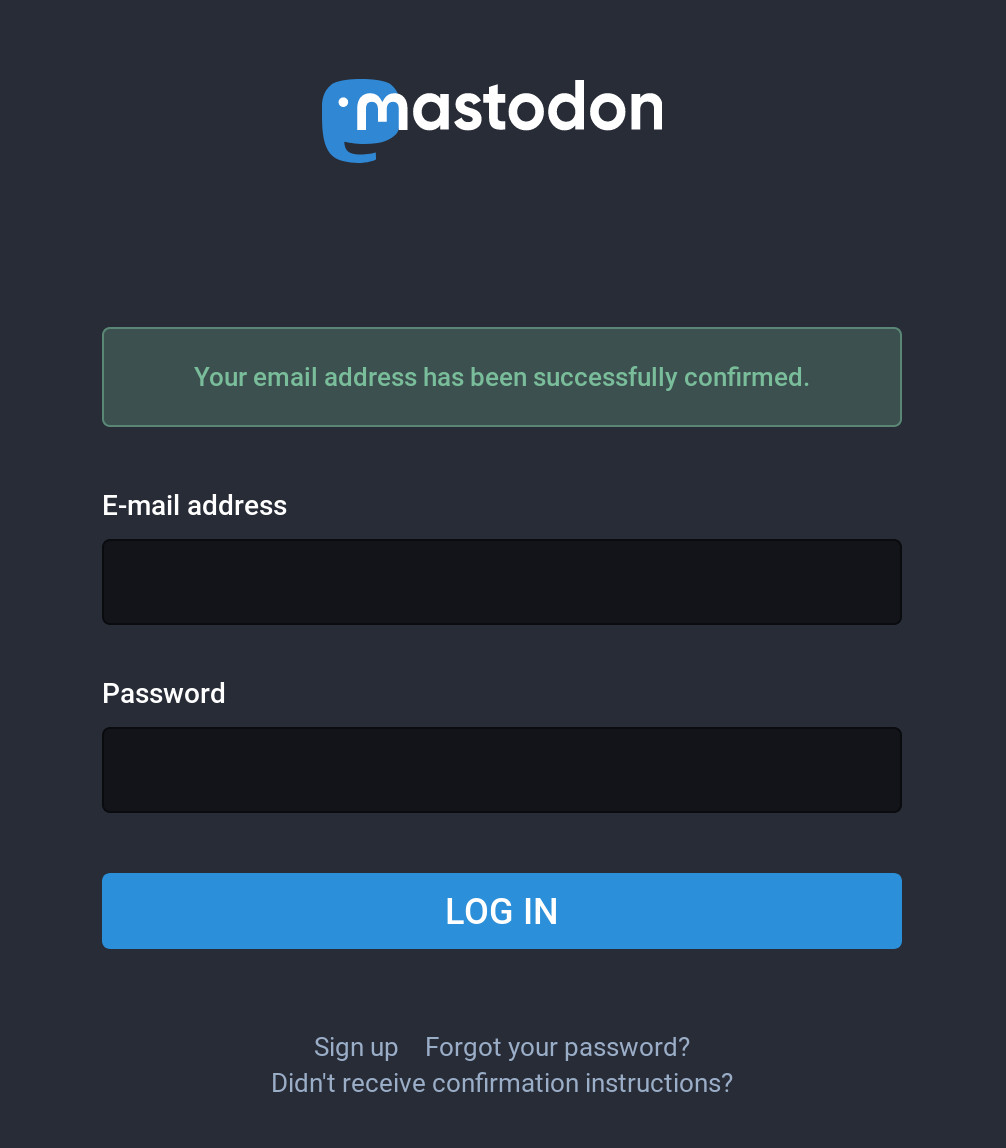 mastodon
Your email address has been successfully confirmed.
E-mail address
Password
LOG IN
Sign up Forgot your password?
Didn't receive confirmation instructions?